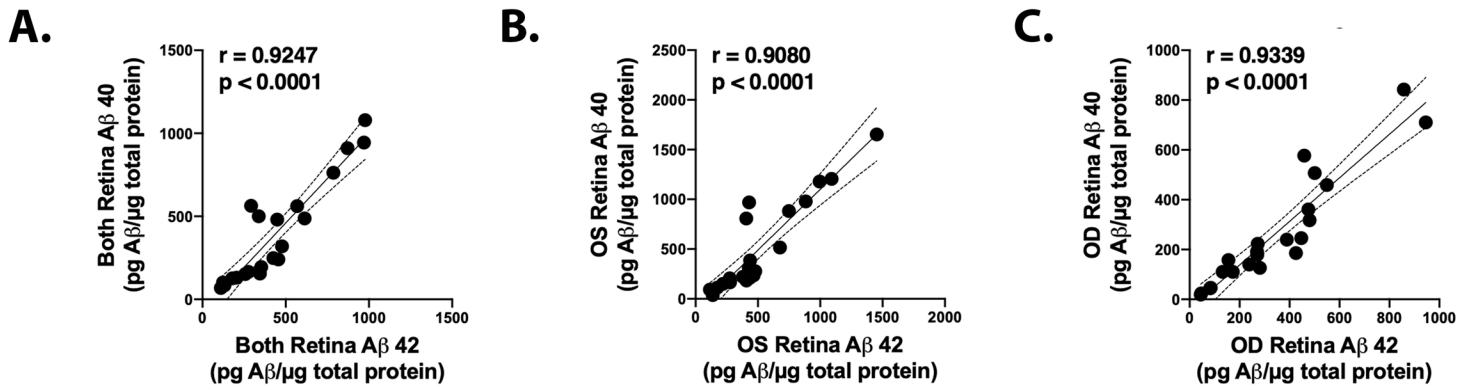 A.
r = 0.9247
p < 0.0001
Both Retina Aβ 40
(pg Aβ/µg total protein)
1500
1000
500
0
0 500 1000 1500
Both Retina Aβ 42
(pg Aβ/µg total protein)
B.
r = 0.9080
p < 0.0001
OS Retina Aβ 40
(pg Aβ/µg total protein)
2500
2000
1500
1000
500
0
0 500 1000 1500 2000
OS Retina Aβ 42
(pg Aβ/µg total protein)
C.
r = 0.9339
p < 0.0001
OD Retina Aβ 40
(pg Aβ/µg total protein)
1000
800
600
400
200
0
0 200 400 600 800 1000
OD Retina Aβ 42
(pg Aβ/µg total protein)